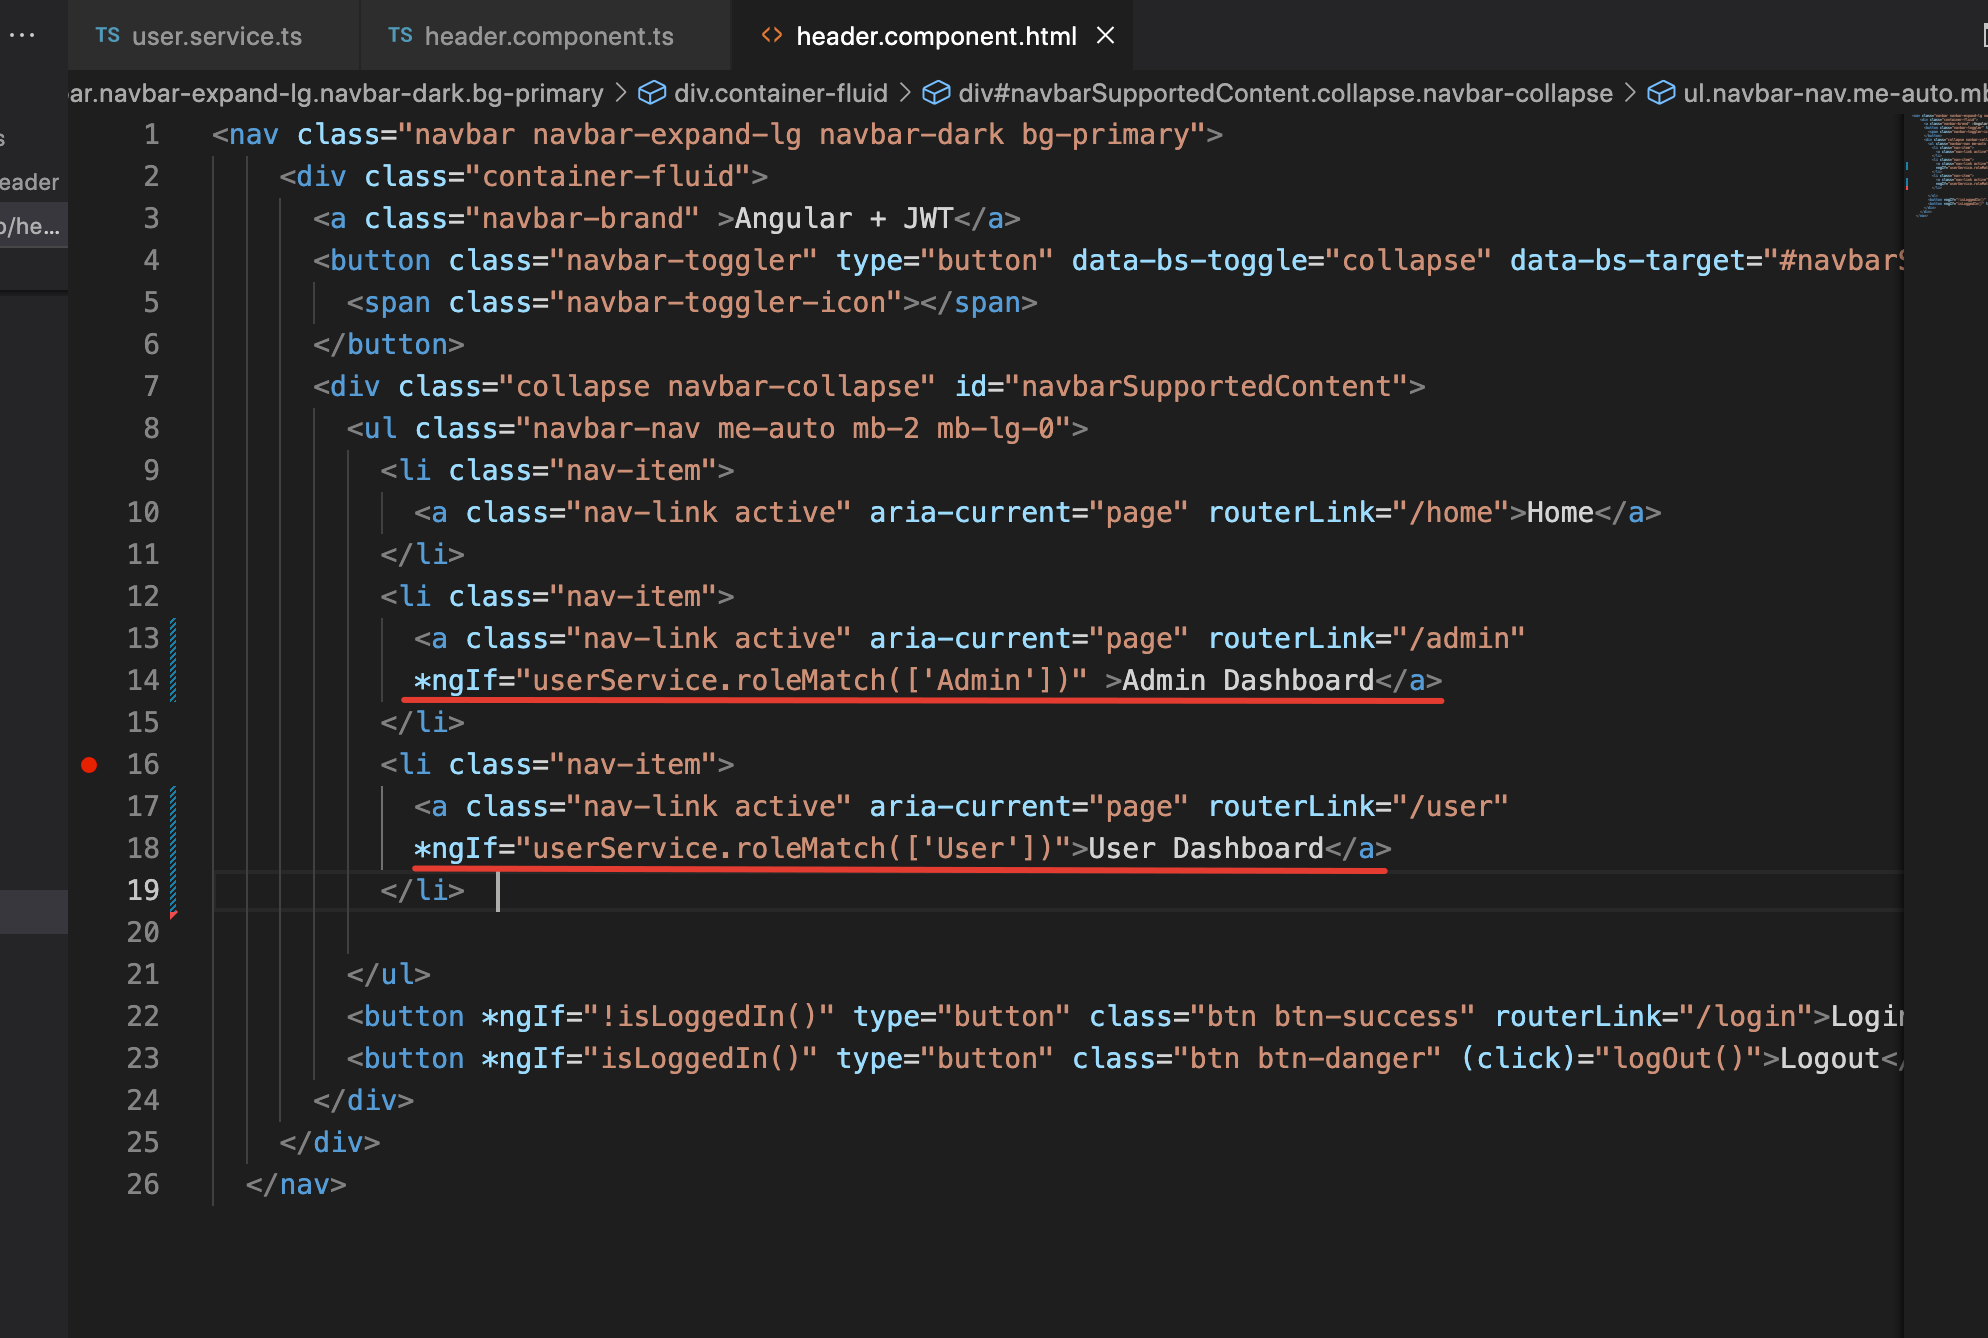 ...
TS user.service.ts TS header.component.ts <> header.component.html ×
ar.navbar-expand-lg.navbar-dark.bg-primary > div.container-fluid > div#navbarSupportedContent.collapse.navbar-collapse > ul.navbar-nav.me-auto.mb
s
eader
o/he...
1 <nav class="navbar navbar-expand-lg navbar-dark bg-primary">
2 <div class="container-fluid">
3 <a class="navbar-brand" >Angular + JWT</a>
4 <button class="navbar-toggler" type="button" data-bs-toggle="collapse" data-bs-target="#navbarS
5 <span class="navbar-toggler-icon"></span>
6 </button>
7 <div class="collapse navbar-collapse" id="navbarSupportedContent">
8 <ul class="navbar-nav me-auto mb-2 mb-lg-0">
9 <li class="nav-item">
10 <a class="nav-link active" aria-current="page" routerLink="/home">Home</a>
11 </li>
12 <li class="nav-item">
13 <a class="nav-link active" aria-current="page" routerLink="/admin"
14 *ngIf="userService.roleMatch(['Admin'])" >Admin Dashboard</a>
15 </li>
16 <li class="nav-item">
17 <a class="nav-link active" aria-current="page" routerLink="/user"
18 *ngIf="userService.roleMatch(['User'])">User Dashboard</a>
19 </li>
20
21 </ul>
22 <button *ngIf="!isLoggedIn()" type="button" class="btn btn-success" routerLink="/login">Login
23 <button *ngIf="isLoggedIn()" type="button" class="btn btn-danger" (click)="logOut()">Logout</
24 </div>
25 </div>
26 </nav>